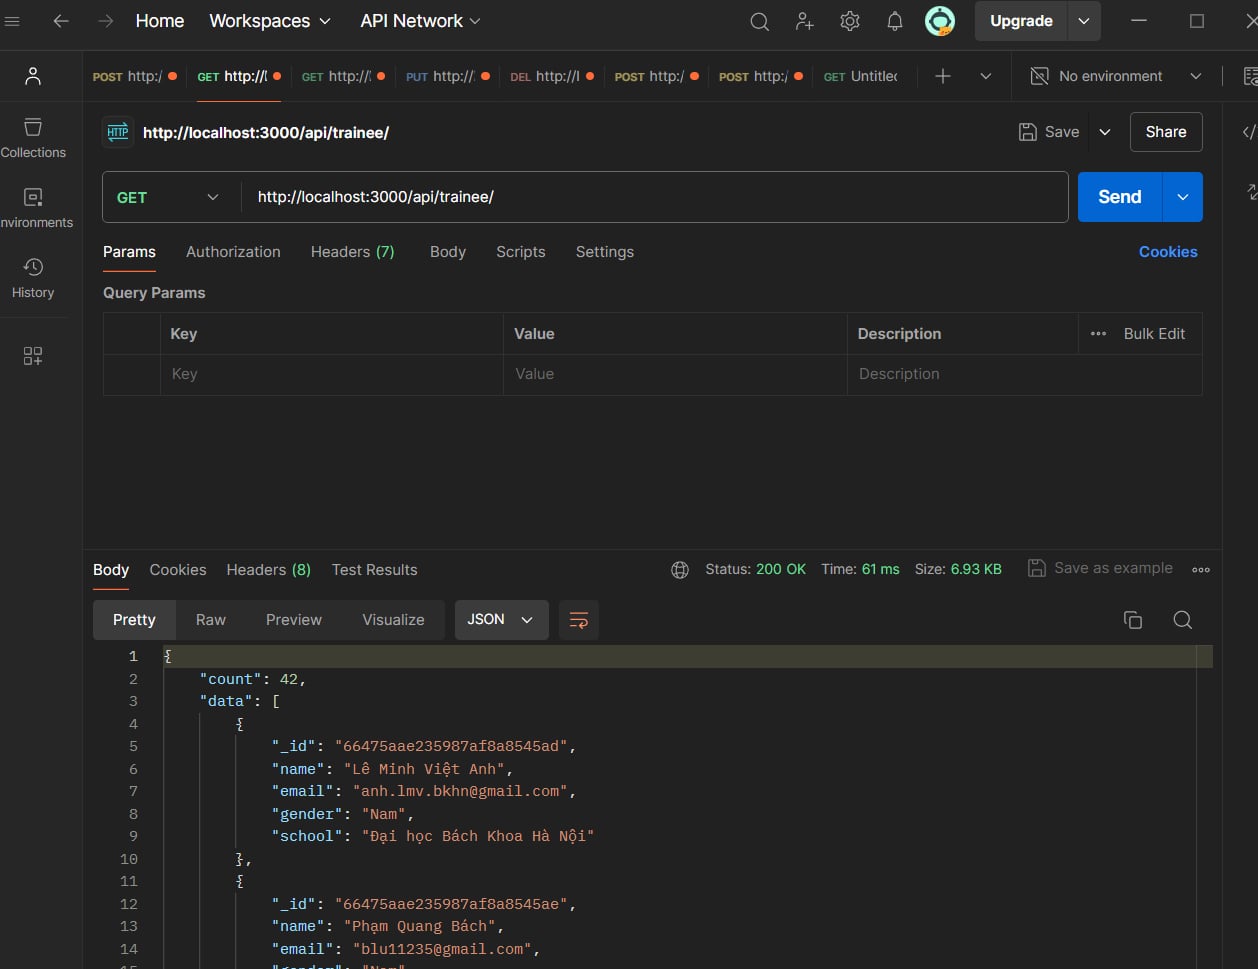 Home Workspaces API Network Upgrade
POST http:/ GET http://l GET http:// PUT http:// DEL http://l POST http:/ POST http:/ GET Untitlec No environment
HTTP http://localhost:3000/api/trainee/ Save Share
Collections
GET http://localhost:3000/api/trainee/ Send
nvironments
Params Authorization Headers (7) Body Scripts Settings Cookies
History
Query Params
Key Value Description Bulk Edit
Key Value Description
Body Cookies Headers (8) Test Results Status: 200 OK Time: 61 ms Size: 6.93 KB Save as example
Pretty Raw Preview Visualize JSON
1 {
2 "count": 42,
3 "data": [
4 {
5 "_id": "66475aae235987af8a8545ad",
6 "name": "Lê Minh Việt Anh",
7 "email": "anh.lmv.bkhn@gmail.com",
8 "gender": "Nam",
9 "school": "Đại học Bách Khoa Hà Nội"
10 },
11 {
12 "_id": "66475aae235987af8a8545ae",
13 "name": "Phạm Quang Bách",
14 "email": "blu11235@gmail.com",
15 "gender": "Nam"